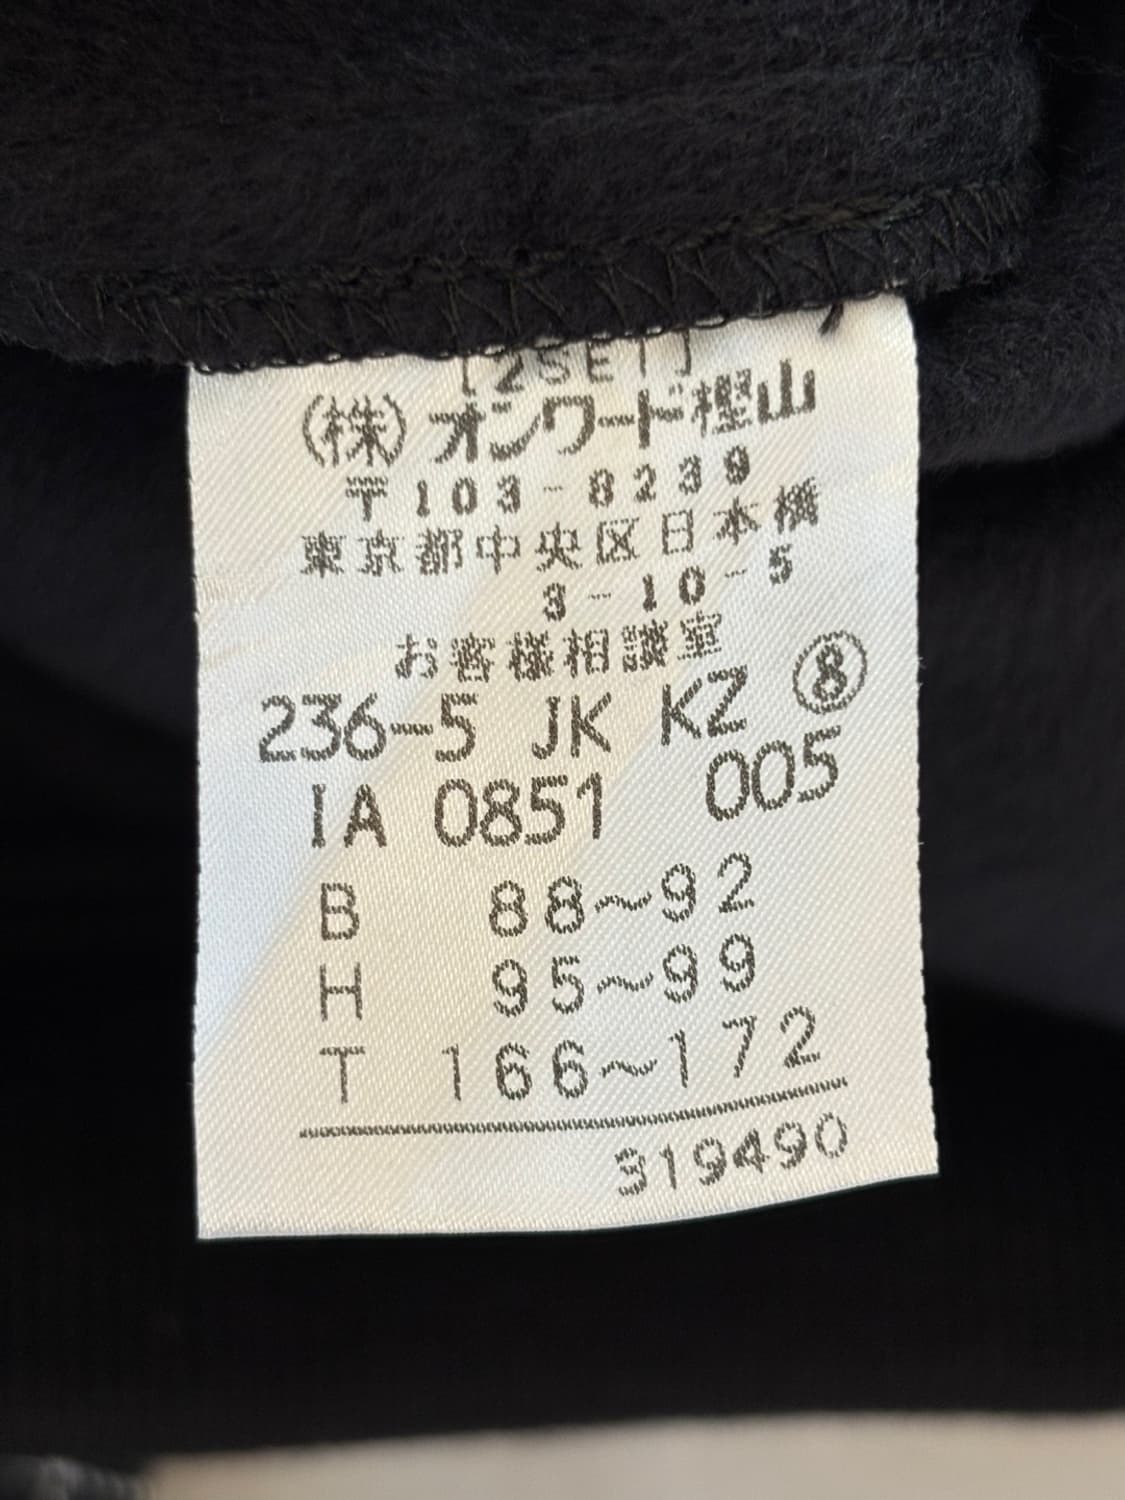 [2SET]
(株)オンワード樫山
〒103-8239
東京都中央区日本橋
3-10-5
お客様相談室
236-5 JK KZ ⑧
IA 0851 005
B 88~92
H 95~99
T 166~172
319490